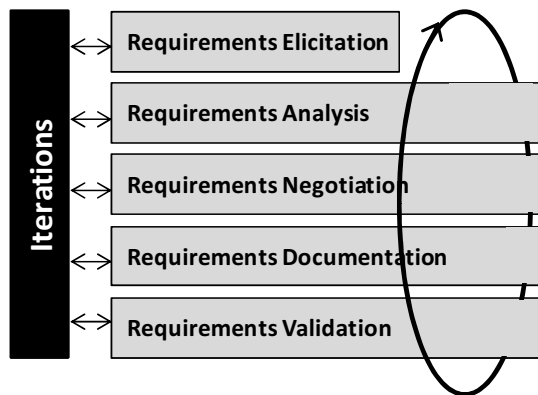 Iterations
Requirements Elicitation
Requirements Analysis
Requirements Negotiation
Requirements Documentation
Requirements Validation